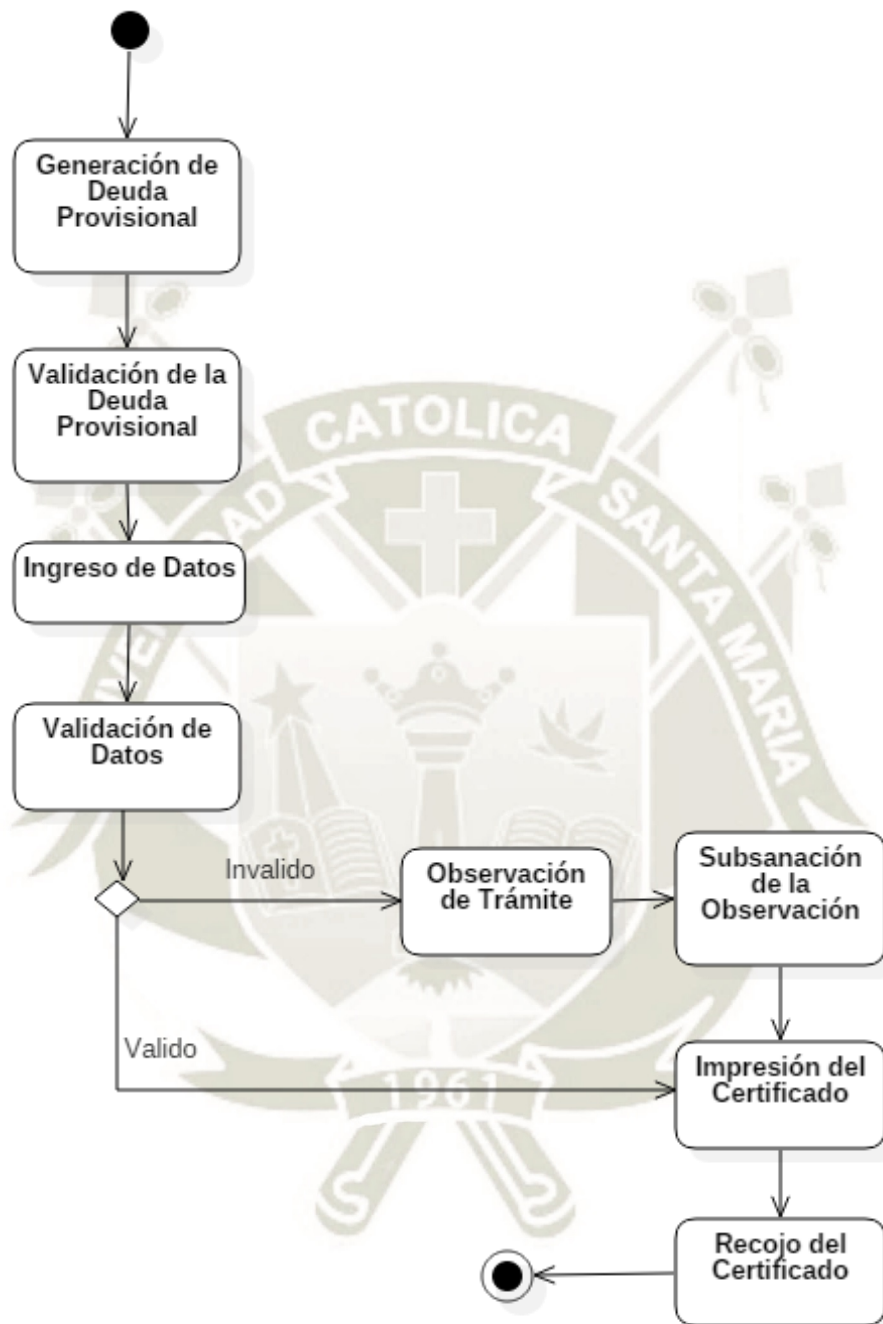 Generación de
Deuda
Provisional
Validación de la
Deuda
Provisional
CATOLICA
SANTA MARIA
Ingreso de Datos
Validación de
Datos
Invalido
Observación
de Trámite
Subsanación
de la
Observación
Valido
Impresión del
Certificado
1961
Recojo del
Certificado